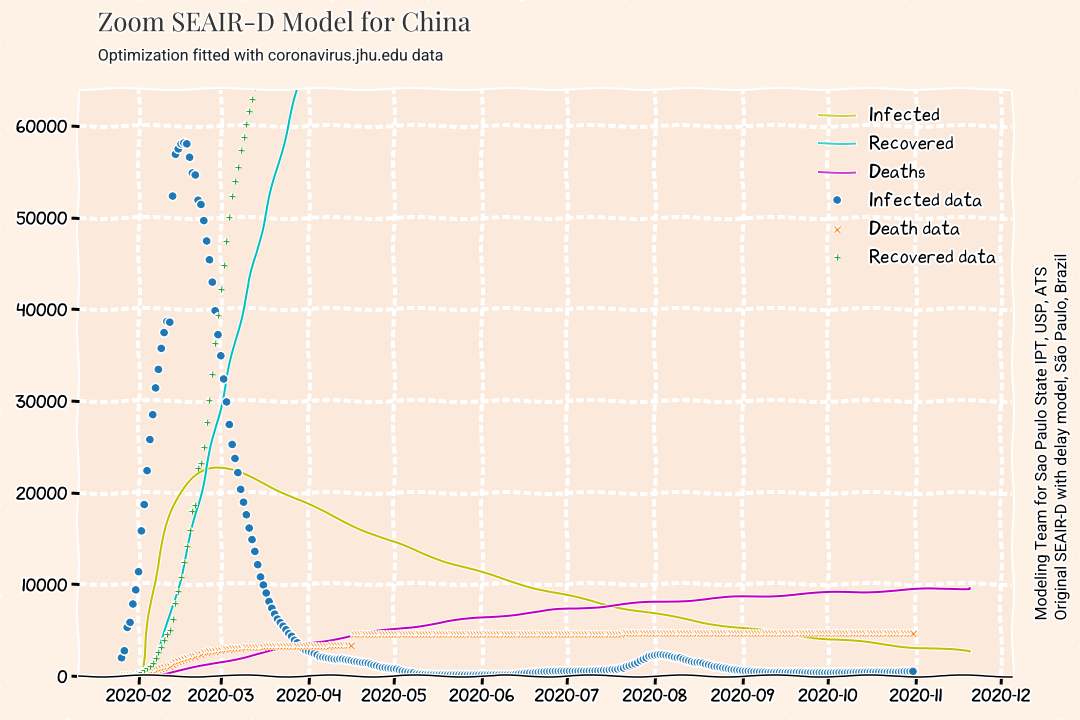 Zoom SEAIR-D Model for China
Optimization fitted with coronavirus.jhu.edu data
60000
50000
40000
30000
20000
10000
0
2020-02
2020-03
2020-04
2020-05
2020-06
2020-07
2020-08
2020-09
2020-10
2020-11
2020-12
Infected
Recovered
Deaths
Infected data
Death data
Recovered data
Modeling Team for Sao Paulo State IPT, USP, ATS
Original SEAIR-D with delay model, São Paulo, Brazil